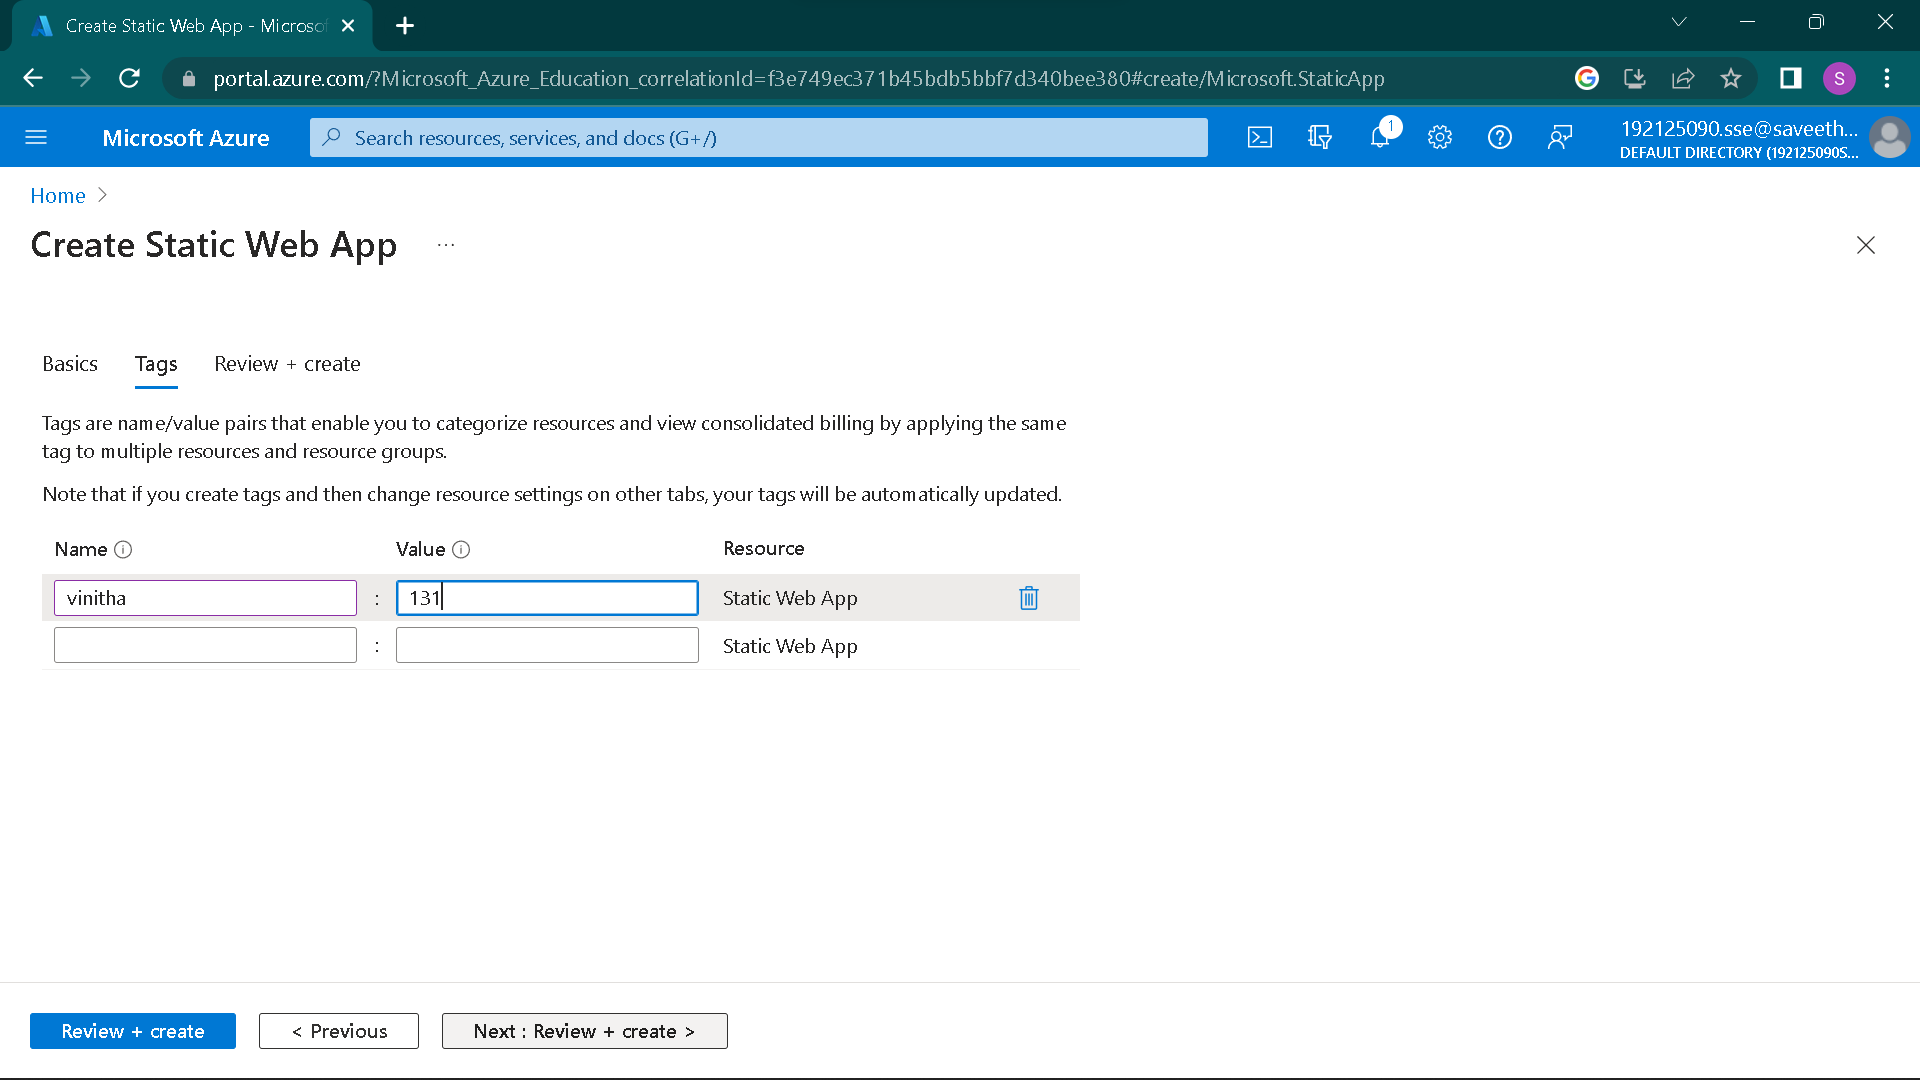 Create Static Web App - Microsof
portal.azure.com/?Microsoft_Azure_Education_correlationId=f3e749ec371b45bdb5bbf7d340bee380#create/Microsoft.StaticApp
S
Microsoft Azure
Search resources, services, and docs (G+/)
1
192125090.sse@saveeth...
DEFAULT DIRECTORY (192125090S...
Home >
Create Static Web App ...
Basics Tags Review + create
Tags are name/value pairs that enable you to categorize resources and view consolidated billing by applying the same
tag to multiple resources and resource groups.
Note that if you create tags and then change resource settings on other tabs, your tags will be automatically updated.
Name Value Resource
vinitha : 131 Static Web App
: Static Web App
Review + create < Previous Next : Review + create >